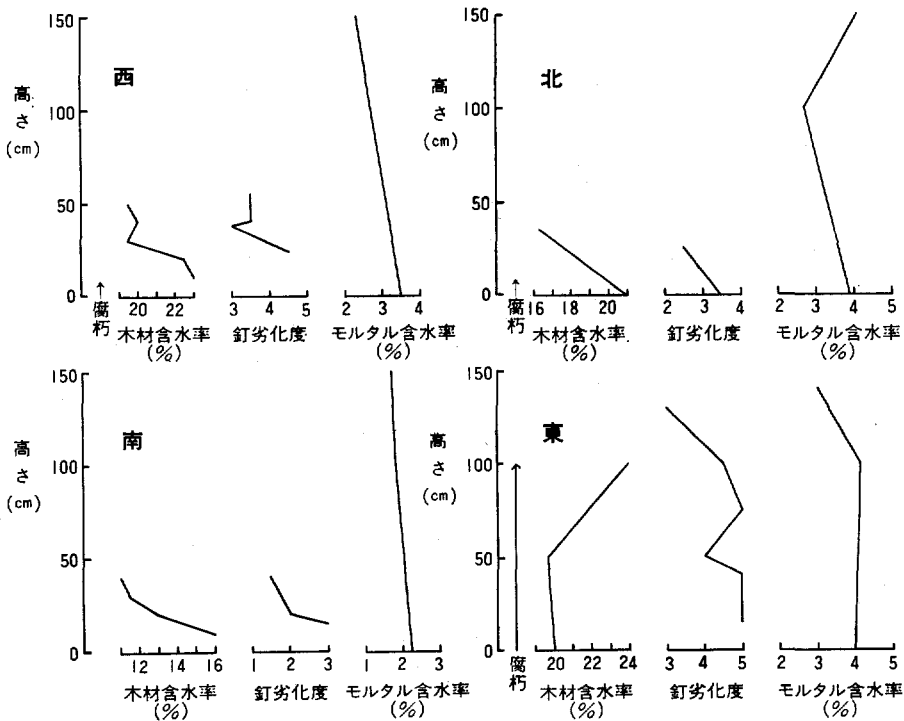 西
150
100
50
0
高
さ
(cm)
↑
腐
朽
20 22
木材含水率
(%)
3 4 5
釘劣化度
2 3 4
モルタル含水率
(%)
北
150
100
50
0
高
さ
(cm)
↑
腐
朽
16 18 20
木材含水率
(%)
2 3 4
釘劣化度
2 3 4 5
モルタル含水率
(%)
南
150
100
50
0
高
さ
(cm)
12 14 16
木材含水率
(%)
1 2 3
釘劣化度
1 2 3
モルタル含水率
(%)
東
150
100
50
0
高
さ
(cm)
腐
朽
20 22 24
木材含水率
(%)
3 4 5
釘劣化度
2 3 4 5
モルタル含水率
(%)